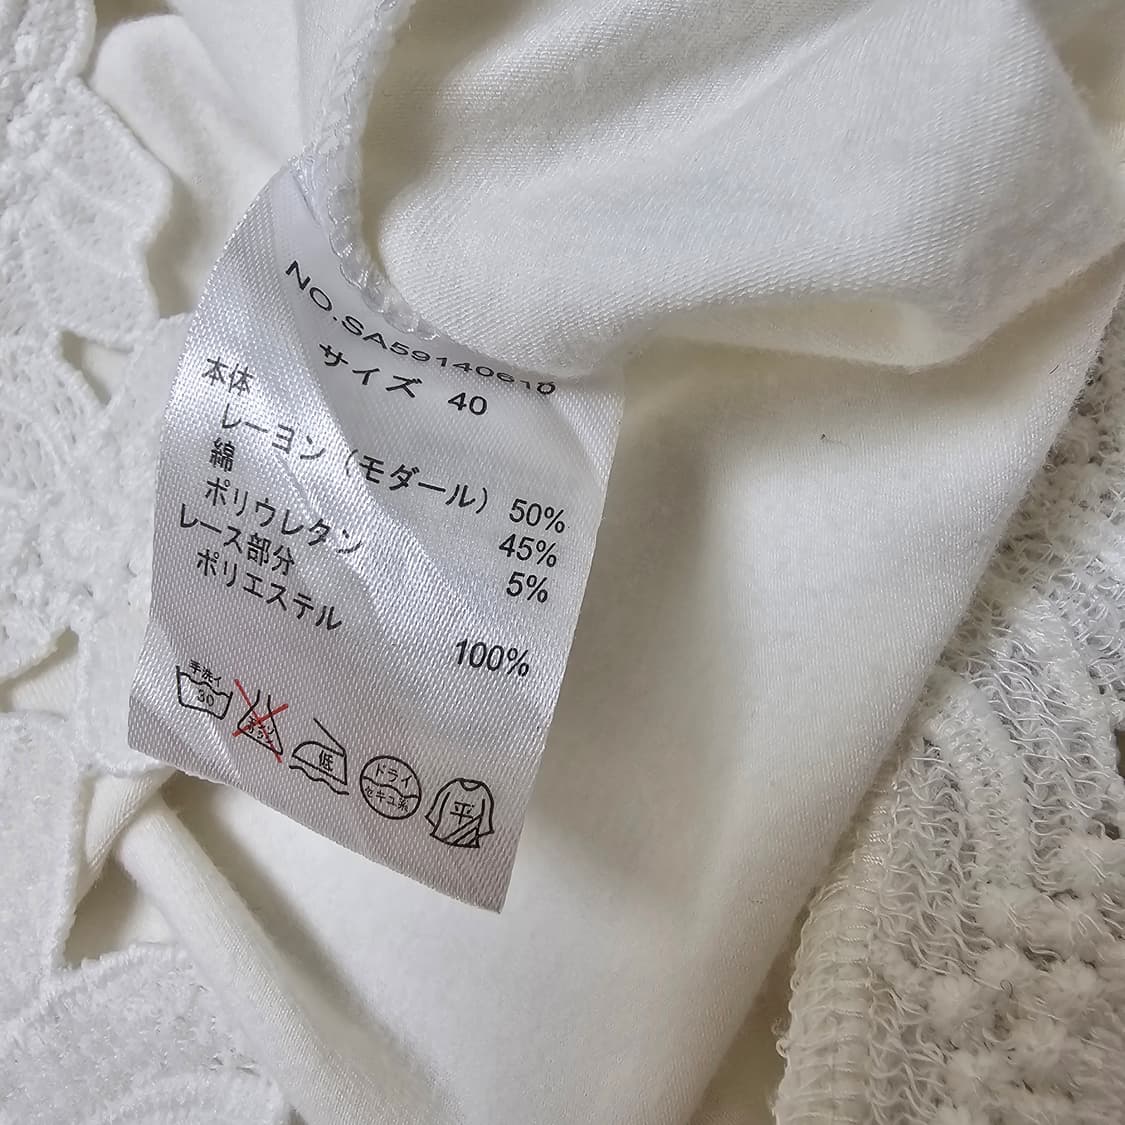 NO.SA59140610
サイズ 40
本体
レーヨン（モダール） 50%
綿 45%
ポリウレタン 5%
レース部分
ポリエステル 100%
手洗イ
30
低
ドライ
セキユ系
平